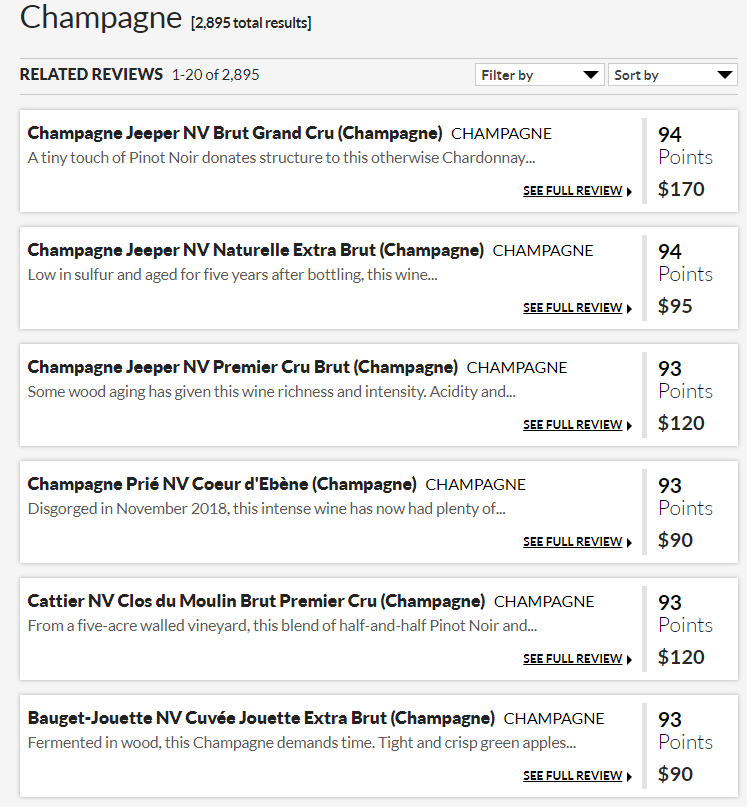 Champagne [2,895 total results]
RELATED REVIEWS 1-20 of 2,895 Filter by Sort by
Champagne Jeeper NV Brut Grand Cru (Champagne) CHAMPAGNE
A tiny touch of Pinot Noir donates structure to this otherwise Chardonnay...
SEE FULL REVIEW
94
Points
$170
Champagne Jeeper NV Naturelle Extra Brut (Champagne) CHAMPAGNE
Low in sulfur and aged for five years after bottling, this wine...
SEE FULL REVIEW
94
Points
$95
Champagne Jeeper NV Premier Cru Brut (Champagne) CHAMPAGNE
Some wood aging has given this wine richness and intensity. Acidity and...
SEE FULL REVIEW
93
Points
$120
Champagne Prié NV Coeur d'Ebène (Champagne) CHAMPAGNE
Disgorged in November 2018, this intense wine has now had plenty of...
SEE FULL REVIEW
93
Points
$90
Cattier NV Clos du Moulin Brut Premier Cru (Champagne) CHAMPAGNE
From a five-acre walled vineyard, this blend of half-and-half Pinot Noir and...
SEE FULL REVIEW
93
Points
$120
Bauget-Jouette NV Cuvée Jouette Extra Brut (Champagne) CHAMPAGNE
Fermented in wood, this Champagne demands time. Tight and crisp green apples...
SEE FULL REVIEW
93
Points
$90